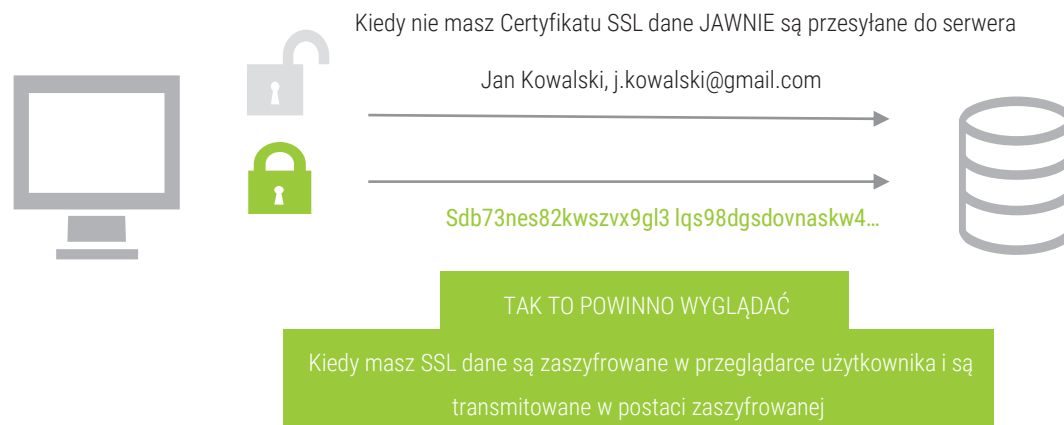 Kiedy nie masz Certyfikatu SSL dane JAWNIE są przesyłane do serwera
Jan Kowalski, j.kowalski@gmail.com
Sdb73nes82kwszvx9gl3 lqs98dgsdovnaskw4…
TAK TO POWINNO WYGLĄDAĆ
Kiedy masz SSL dane są zaszyfrowane w przeglądarce użytkownika i są
transmitowane w postaci zaszyfrowanej